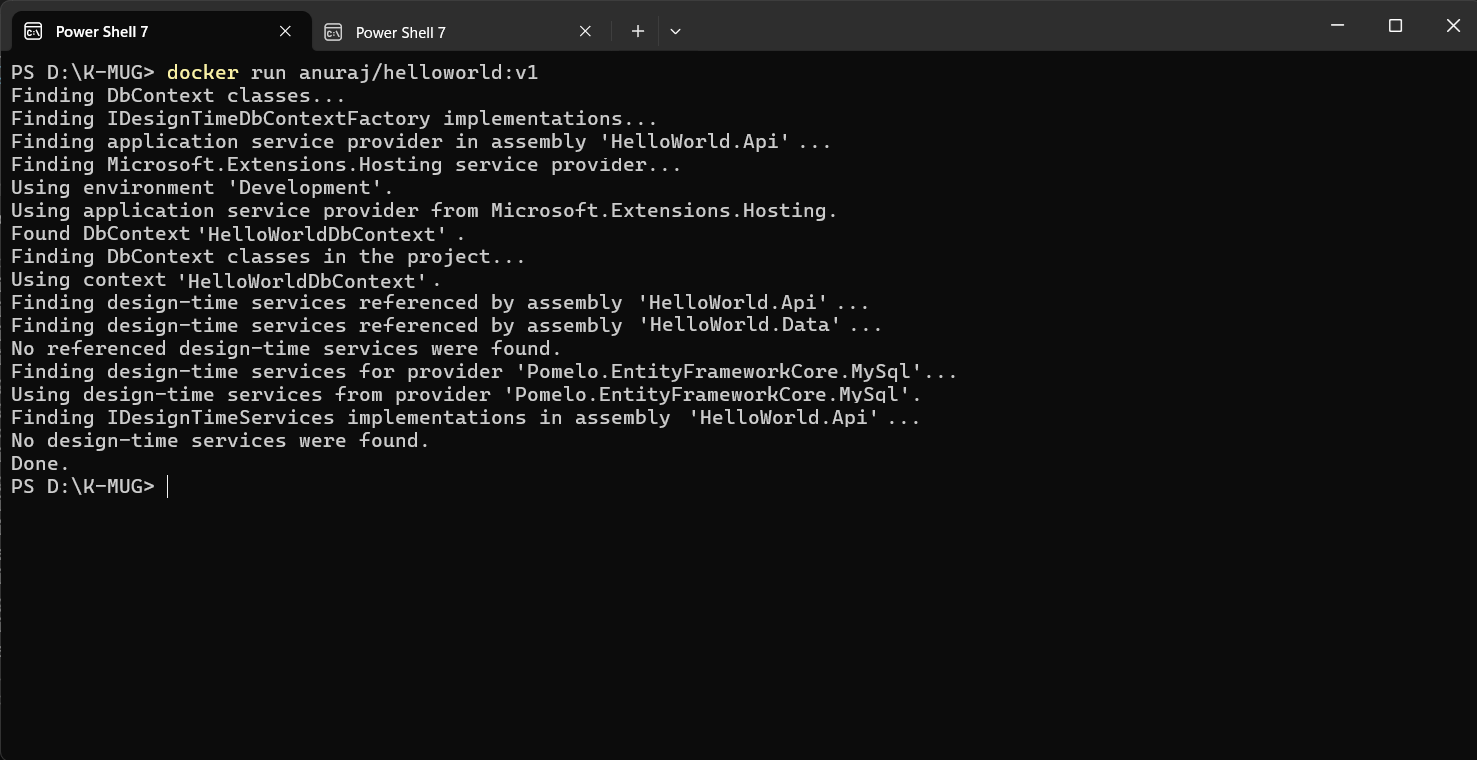 Power Shell 7
Power Shell 7
PS D:\K-MUG> docker run anuraj/helloworld:v1
Finding DbContext classes...
Finding IDesignTimeDbContextFactory implementations...
Finding application service provider in assembly 'HelloWorld.Api' ...
Finding Microsoft.Extensions.Hosting service provider...
Using environment 'Development'.
Using application service provider from Microsoft.Extensions.Hosting.
Found DbContext 'HelloWorldDbContext' .
Finding DbContext classes in the project...
Using context 'HelloWorldDbContext' .
Finding design-time services referenced by assembly 'HelloWorld.Api' ...
Finding design-time services referenced by assembly 'HelloWorld.Data' ...
No referenced design-time services were found.
Finding design-time services for provider 'Pomelo.EntityFrameworkCore.MySql'...
Using design-time services from provider 'Pomelo.EntityFrameworkCore.MySql'.
Finding IDesignTimeServices implementations in assembly 'HelloWorld.Api' ...
No design-time services were found.
Done.
PS D:\K-MUG>